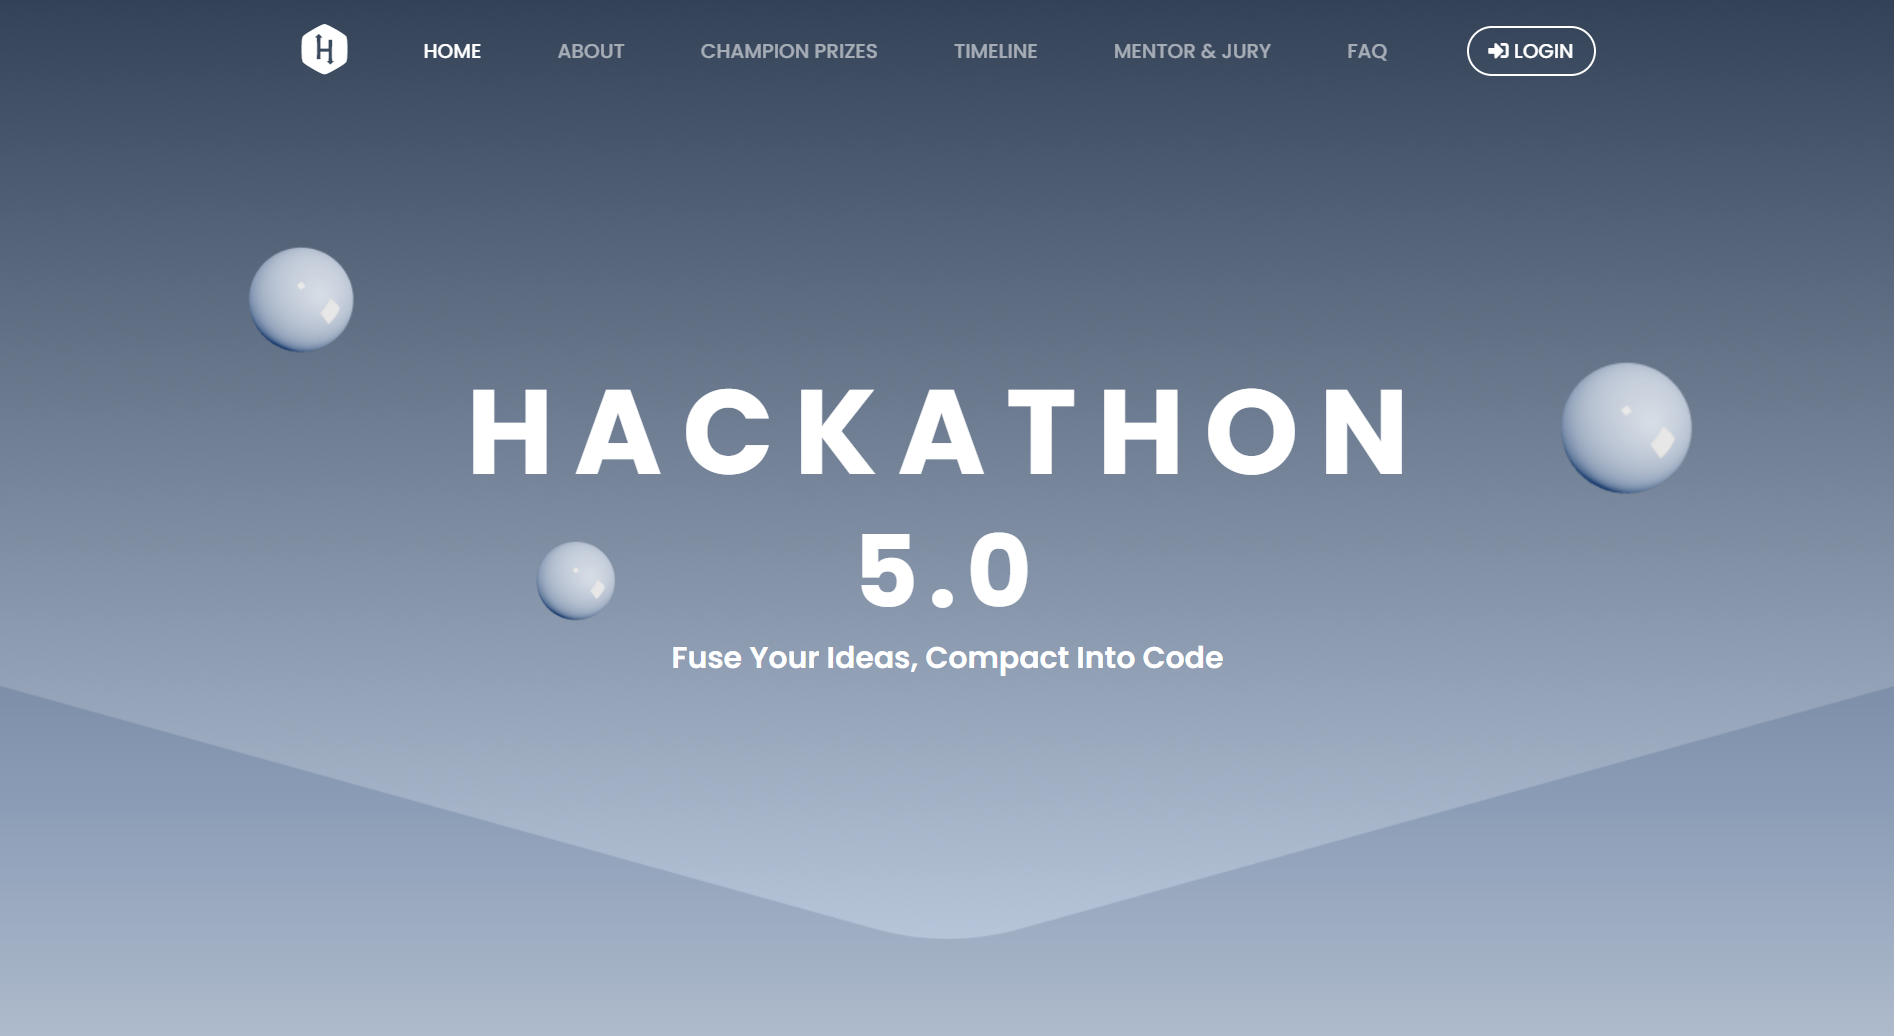 H
HOME ABOUT CHAMPION PRIZES TIMELINE MENTOR & JURY FAQ LOGIN
HACKATHON
5.0
Fuse Your Ideas, Compact Into Code